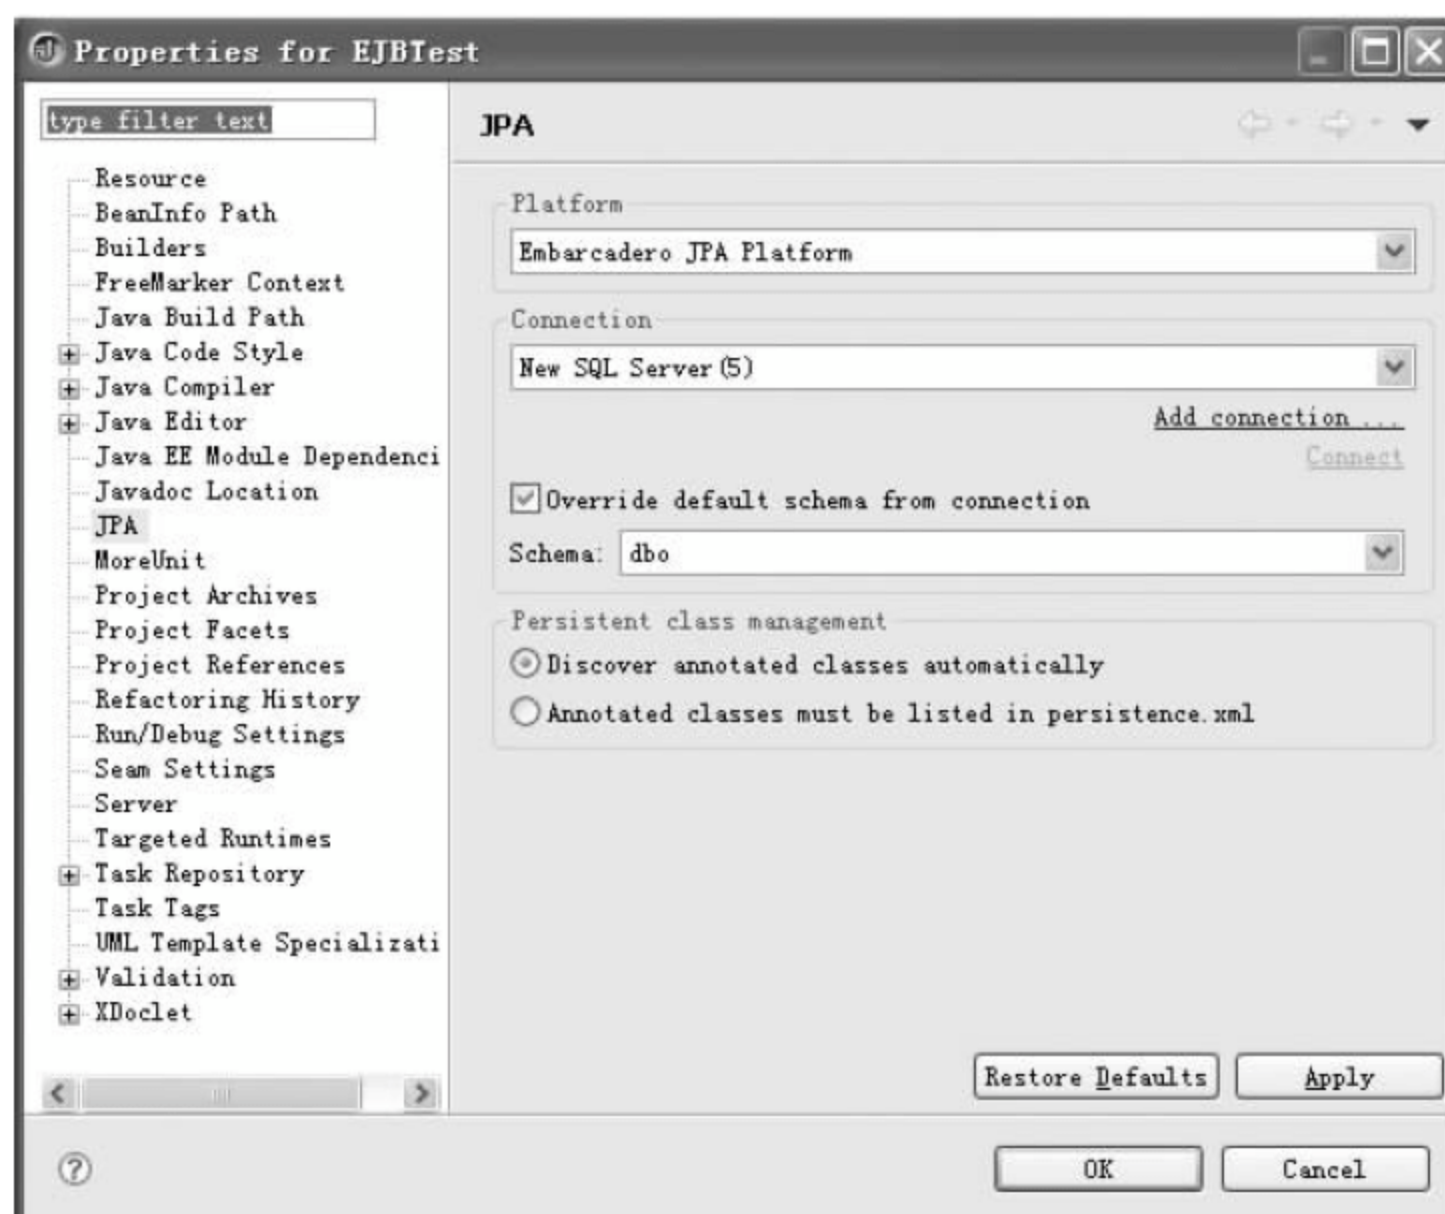 Properties for EJBTest
type filter text
Resource
BeanInfo Path
Builders
FreeMarker Context
Java Build Path
Java Code Style
Java Compiler
Java Editor
Java EE Module Dependenci
Javadoc Location
JPA
MoreUnit
Project Archives
Project Facets
Project References
Refactoring History
Run/Debug Settings
Seam Settings
Server
Targeted Runtimes
Task Repository
Task Tags
UML Template Specializati
Validation
XDoclet
JPA
Platform
Embarcadero JPA Platform
Connection
New SQL Server(5)
Add connection ...
Connect
Override default schema from connection
Schema: dbo
Persistent class management
Discover annotated classes automatically
Annotated classes must be listed in persistence.xml
Restore Defaults Apply
OK Cancel